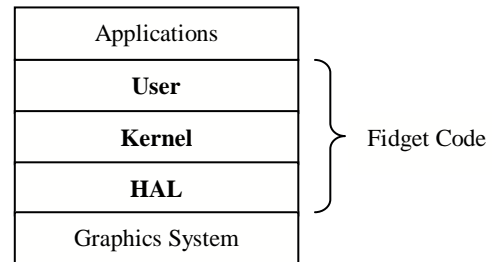 Applications
User
Kernel
Fidget Code
HAL
Graphics System